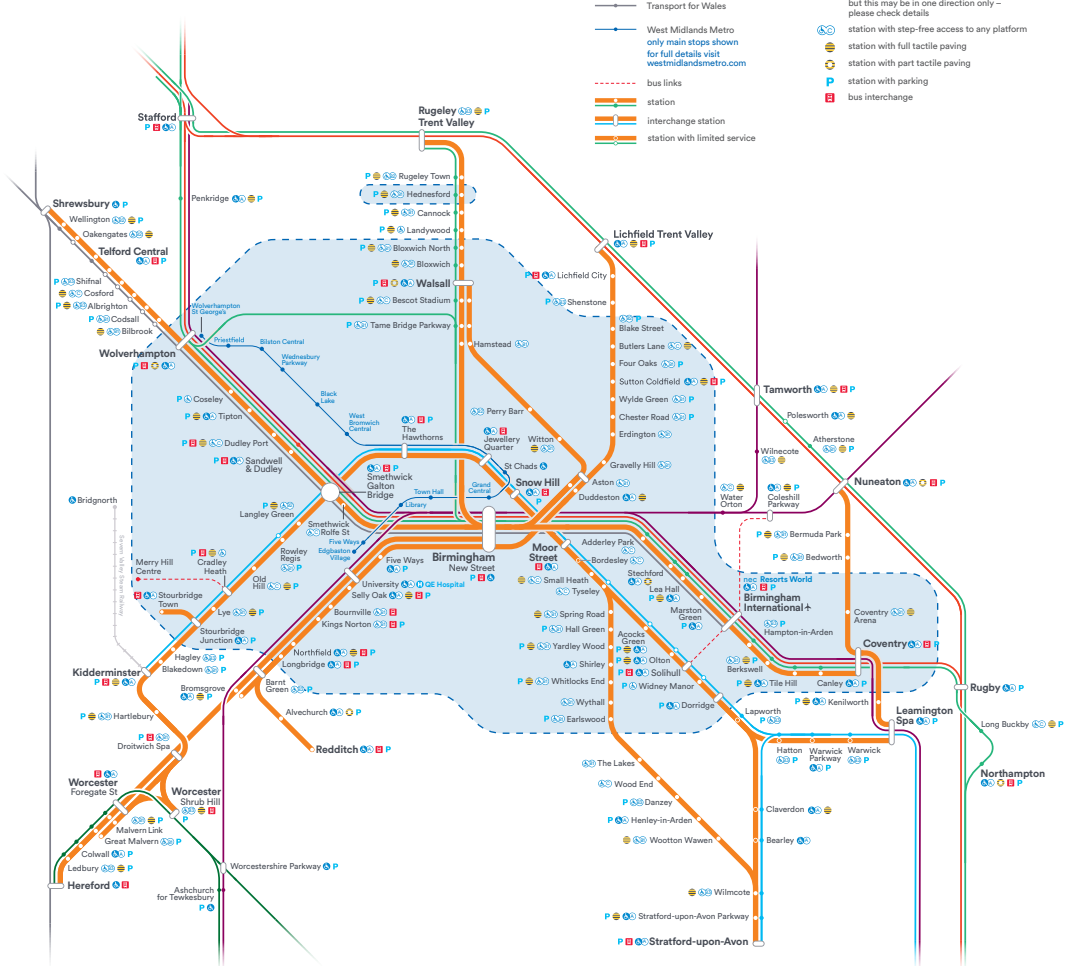 Transport for Wales
West Midlands Metro
only main stops shown
for full details visit
westmidlandsmetro.com
bus links
station
interchange station
station with limited service
but this may be in one direction only –
please check details
station with step-free access to any platform
station with full tactile paving
station with part tactile paving
P station with parking
bus interchange
Stafford
Rugeley
Trent Valley
Rugeley Town
Penkridge
Hednesford
Cannock
Landywood
Shrewsbury
Wellington
Oakengates
Telford Central
Shifnal
Cosford
Albrighton
Codsall
Bilbrook
Wolverhampton
Bloxwich North
Bloxwich
Walsall
Bescot Stadium
Tame Bridge Parkway
Hamstead
Lichfield Trent Valley
Lichfield City
Shenstone
Blake Street
Butlers Lane
Four Oaks
Sutton Coldfield
Wylde Green
Chester Road
Erdington
Gravelly Hill
Wolverhampton
St George's
Priestfield
Bilston Central
Wednesbury
Parkway
Black
Lake
West
Bromwich
Central
Coseley
Tipton
Dudley Port
Sandwell
& Dudley
The
Hawthorns
Jewellery
Quarter
Perry Barr
Witton
Aston
Duddeston
St Chads
Snow Hill
Grand
Central
Town Hall
Library
Smethwick
Galton
Bridge
Langley Green
Smethwick
Rolfe St
Five Ways
Edgbaston
Village
Tamworth
Polesworth
Atherstone
Wilnecote
Nuneaton
Water
Orton
Coleshill
Parkway
Bermuda Park
Bedworth
Coventry
Arena
Bridgnorth
Severn Valley Steam Railway
Merry Hill
Centre
Cradley
Heath
Rowley
Regis
Old
Hill
Stourbridge
Town
Lye
Stourbridge
Junction
Birmingham
New Street
Five Ways
University
QE Hospital
Selly Oak
Bournville
Kings Norton
Northfield
Longbridge
Moor
Street
Adderley
Park
Bordesley
Small Heath
Tyseley
Stechford
Lea Hall
Marston
Green
nec Resorts World
Birmingham
International
Hampton-in-Arden
Spring Road
Hall Green
Yardley Wood
Shirley
Whitlocks End
Wythall
Earlswood
Acocks
Green
Olton
Solihull
Widney Manor
Dorridge
Berkswell
Tile Hill
Canley
Coventry
Kenilworth
Leamington
Spa
Rugby
Long Buckby
Northampton
Lapworth
Hatton
Warwick
Parkway
Warwick
Hagley
Blakedown
Kidderminster
Hartlebury
Bromsgrove
Barnt
Green
Alvechurch
Redditch
Droitwich Spa
Worcester
Foregate St
Worcester
Shrub Hill
Malvern Link
Great Malvern
Colwall
Ledbury
Hereford
Worcestershire Parkway
Ashchurch
for Tewkesbury
The Lakes
Wood End
Danzey
Henley-in-Arden
Wootton Wawen
Claverdon
Bearley
Wilmcote
Stratford-upon-Avon Parkway
Stratford-upon-Avon